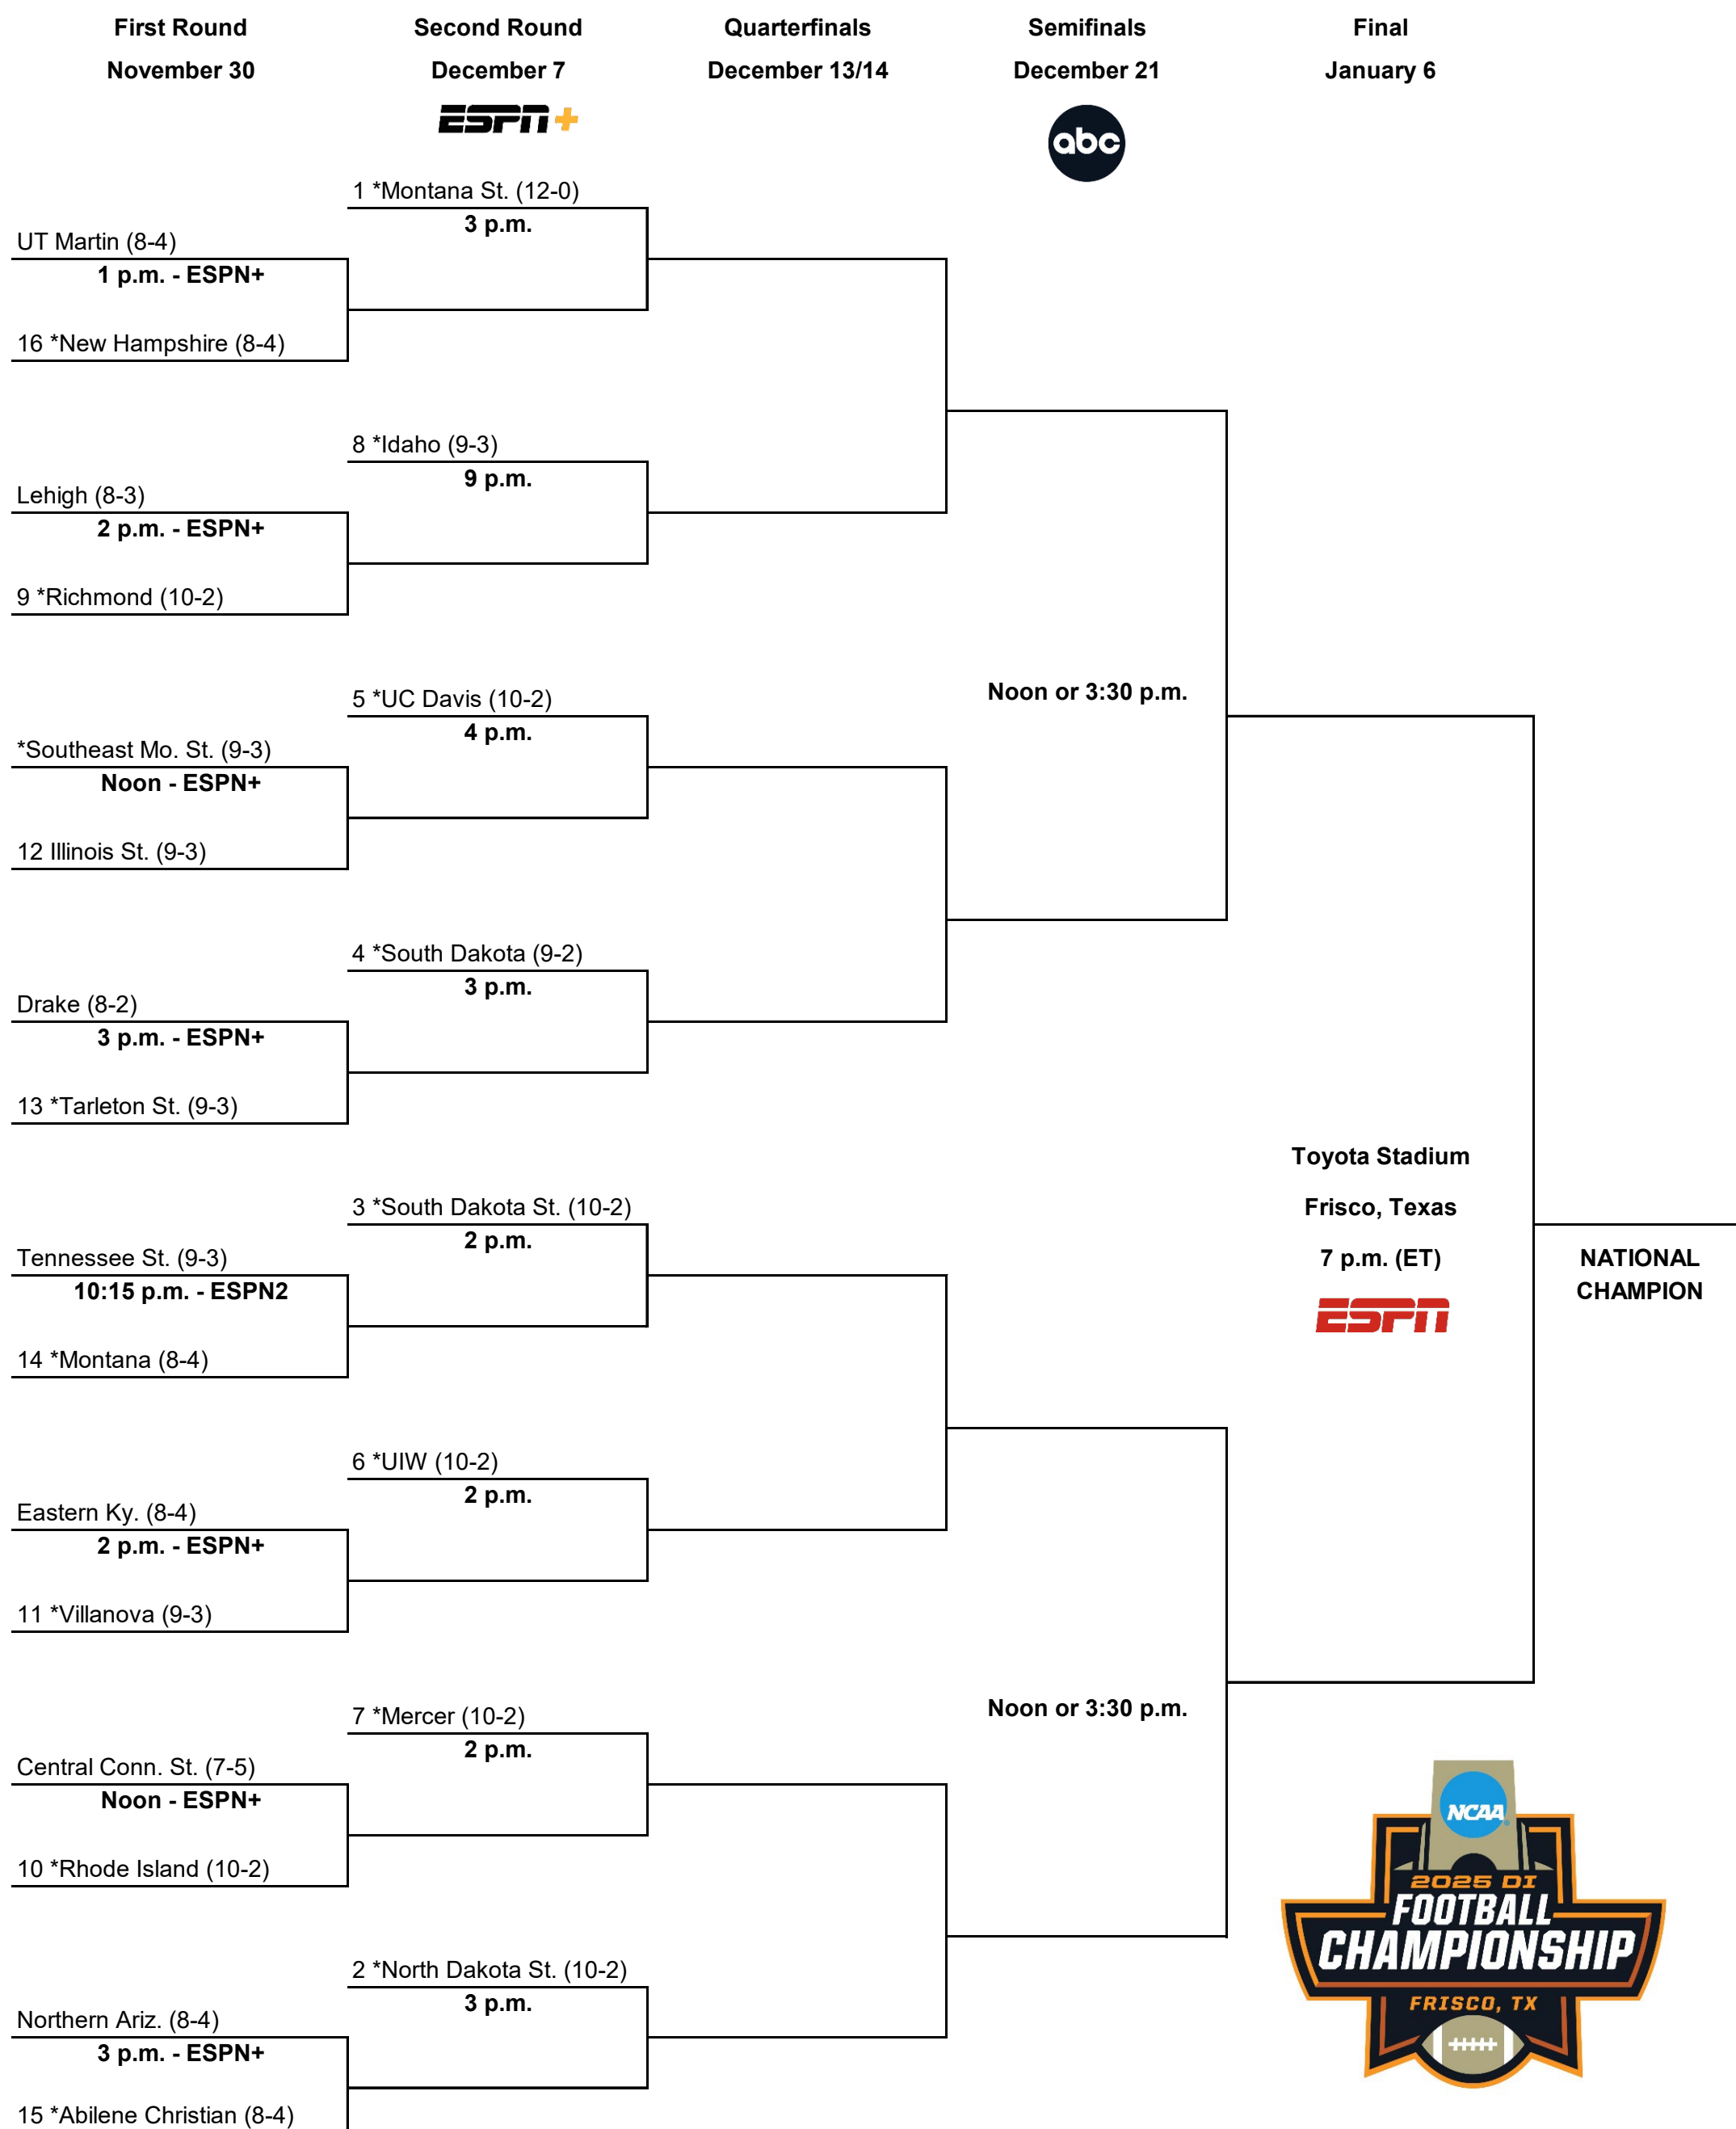 First Round
Second Round
Quarterfinals
Semifinals
Final
November 30
December 7
December 13/14
December 21
January 6
ESPN+
abc
1 *Montana St. (12-0)
3 p.m.
UT Martin (8-4)
1 p.m. - ESPN+
16 *New Hampshire (8-4)
8 *Idaho (9-3)
9 p.m.
Lehigh (8-3)
2 p.m. - ESPN+
9 *Richmond (10-2)
Noon or 3:30 p.m.
5 *UC Davis (10-2)
4 p.m.
*Southeast Mo. St. (9-3)
Noon - ESPN+
12 Illinois St. (9-3)
4 *South Dakota (9-2)
3 p.m.
Drake (8-2)
3 p.m. - ESPN+
13 *Tarleton St. (9-3)
Toyota Stadium
Frisco, Texas
7 p.m. (ET)
ESPN
NATIONAL
CHAMPION
3 *South Dakota St. (10-2)
2 p.m.
Tennessee St. (9-3)
10:15 p.m. - ESPN2
14 *Montana (8-4)
6 *UIW (10-2)
2 p.m.
Eastern Ky. (8-4)
2 p.m. - ESPN+
11 *Villanova (9-3)
Noon or 3:30 p.m.
7 *Mercer (10-2)
2 p.m.
Central Conn. St. (7-5)
Noon - ESPN+
10 *Rhode Island (10-2)
2 *North Dakota St. (10-2)
3 p.m.
Northern Ariz. (8-4)
3 p.m. - ESPN+
15 *Abilene Christian (8-4)
NCAA
2025 DI
FOOTBALL
CHAMPIONSHIP
FRISCO, TX